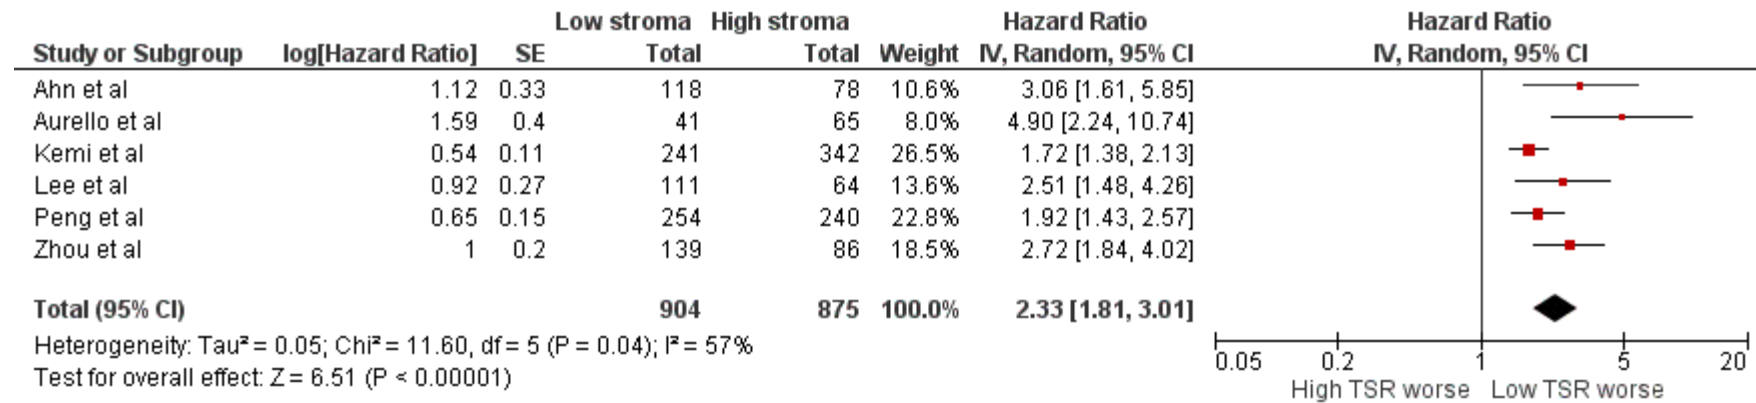 Low stroma High stroma Hazard Ratio Hazard Ratio
Study or Subgroup log[Hazard Ratio] SE Total Total Weight IV, Random, 95% CI IV, Random, 95% CI
Ahn et al 1.12 0.33 118 78 10.6% 3.06 [1.61, 5.85]
Aurello et al 1.59 0.4 41 65 8.0% 4.90 [2.24, 10.74]
Kemi et al 0.54 0.11 241 342 26.5% 1.72 [1.38, 2.13]
Lee et al 0.92 0.27 111 64 13.6% 2.51 [1.48, 4.26]
Peng et al 0.65 0.15 254 240 22.8% 1.92 [1.43, 2.57]
Zhou et al 1 0.2 139 86 18.5% 2.72 [1.84, 4.02]
Total (95% CI) 904 875 100.0% 2.33 [1.81, 3.01]
Heterogeneity: Tau² = 0.05; Chi² = 11.60, df = 5 (P = 0.04); I² = 57%
Test for overall effect: Z = 6.51 (P < 0.00001)
0.05 0.2 1 5 20
High TSR worse Low TSR worse